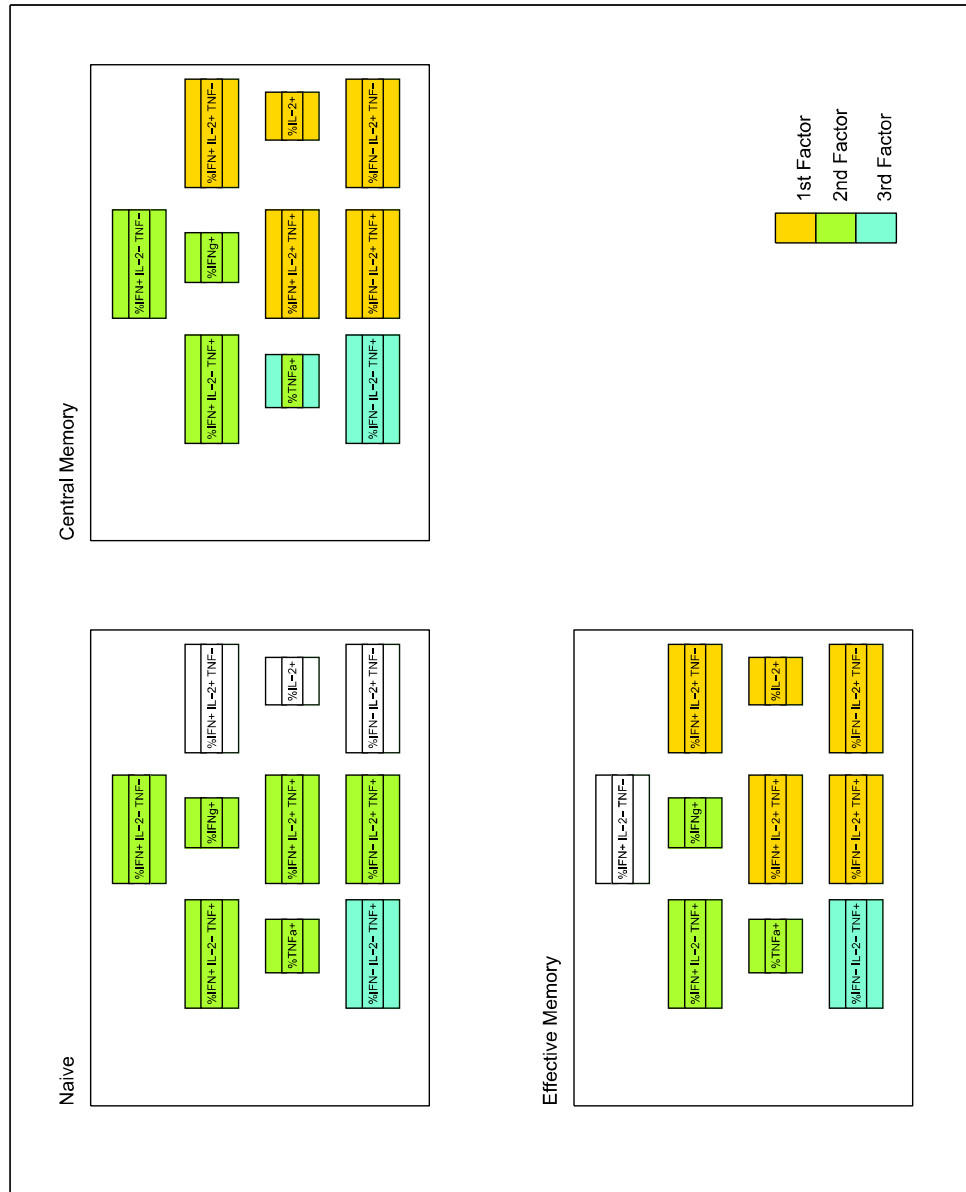 Naive
%IFN+ IL-2- TNF-
%IFN+ IL-2- TNF+
%IFNg+
%IFN+ IL-2+ TNF-
%TNFa+
%IFN+ IL-2+ TNF+
%IL-2+
%IFN- IL-2- TNF+
%IFN- IL-2+ TNF+
%IFN- IL-2+ TNF-
Central Memory
%IFN+ IL-2- TNF-
%IFN+ IL-2- TNF+
%IFNg+
%IFN+ IL-2+ TNF-
%TNFa+
%IFN+ IL-2+ TNF+
%IL-2+
%IFN- IL-2- TNF+
%IFN- IL-2+ TNF+
%IFN- IL-2+ TNF-
Effective Memory
%IFN+ IL-2- TNF-
%IFN+ IL-2- TNF+
%IFNg+
%IFN+ IL-2+ TNF-
%TNFa+
%IFN+ IL-2+ TNF+
%IL-2+
%IFN- IL-2- TNF+
%IFN- IL-2+ TNF+
%IFN- IL-2+ TNF-
1st Factor
2nd Factor
3rd Factor